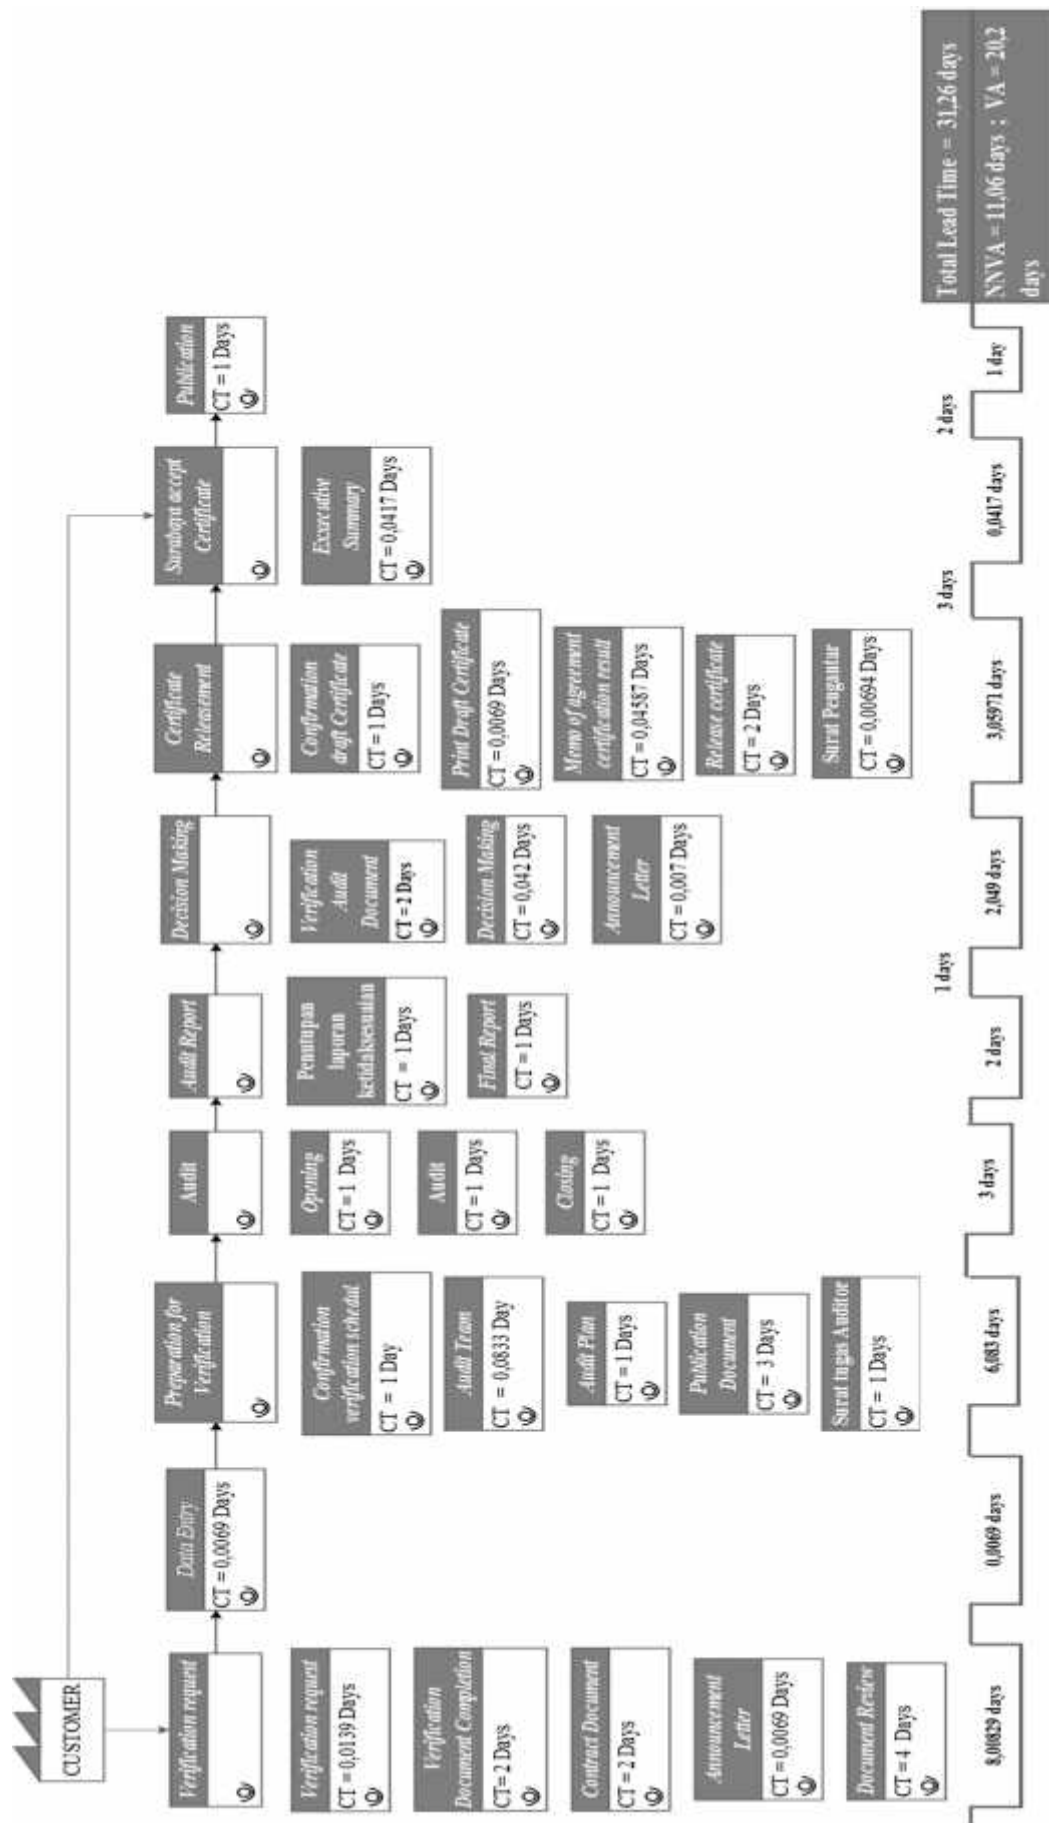 CUSTOMER
Verification request
Verification request
CT = 0,0139 Days
Verification
Document Completion
CT= 2 Days
Contract Document
CT = 2 Days
Announcement
Letter
CT = 0,0069 Days
Document Review
CT = 4 Days
Data Entry
CT = 0,0069 Days
Preparation for
Verification
Confirmation
verification schedul
CT = 1 Day
Audit Team
CT = 0,0833 Day
Audit Plan
CT = 1 Days
Publication
Document
CT = 3 Days
Surat tugas Auditor
CT = 1 Days
Audit
Opening
CT = 1 Days
Audit
CT = 1 Days
Closing
CT = 1 Days
Audit Report
Penutupan
laporan
ketidaksesuaian
CT = 1 Days
Final Report
CT = 1 Days
Decision Making
Verification
Audit
Document
CT = 2 Days
Decision Making
CT = 0,042 Days
Announcement
Letter
CT = 0,007 Days
Certificate
Releasement
Confirmation
draft Certificate
CT = 1 Days
Print Draft Certificate
CT = 0,0069 Days
Memo of agreement
certification result
CT = 0,04587 Days
Release certificate
CT = 2 Days
Surat Pengantar
CT = 0,00694 Days
Surabaya accept
Certificate
Exxecutive
Summary
CT = 0,0417 Days
Publication
CT = 1 Days
8,00829 days
0,0069 days
6,083 days
3 days
2 days
1 days
2,049 days
3,05971 days
3 days
0,0417 days
2 days
1 day
Total Lead Time = 31,26 days
NNVA = 11,06 days ; VA = 20,2
days